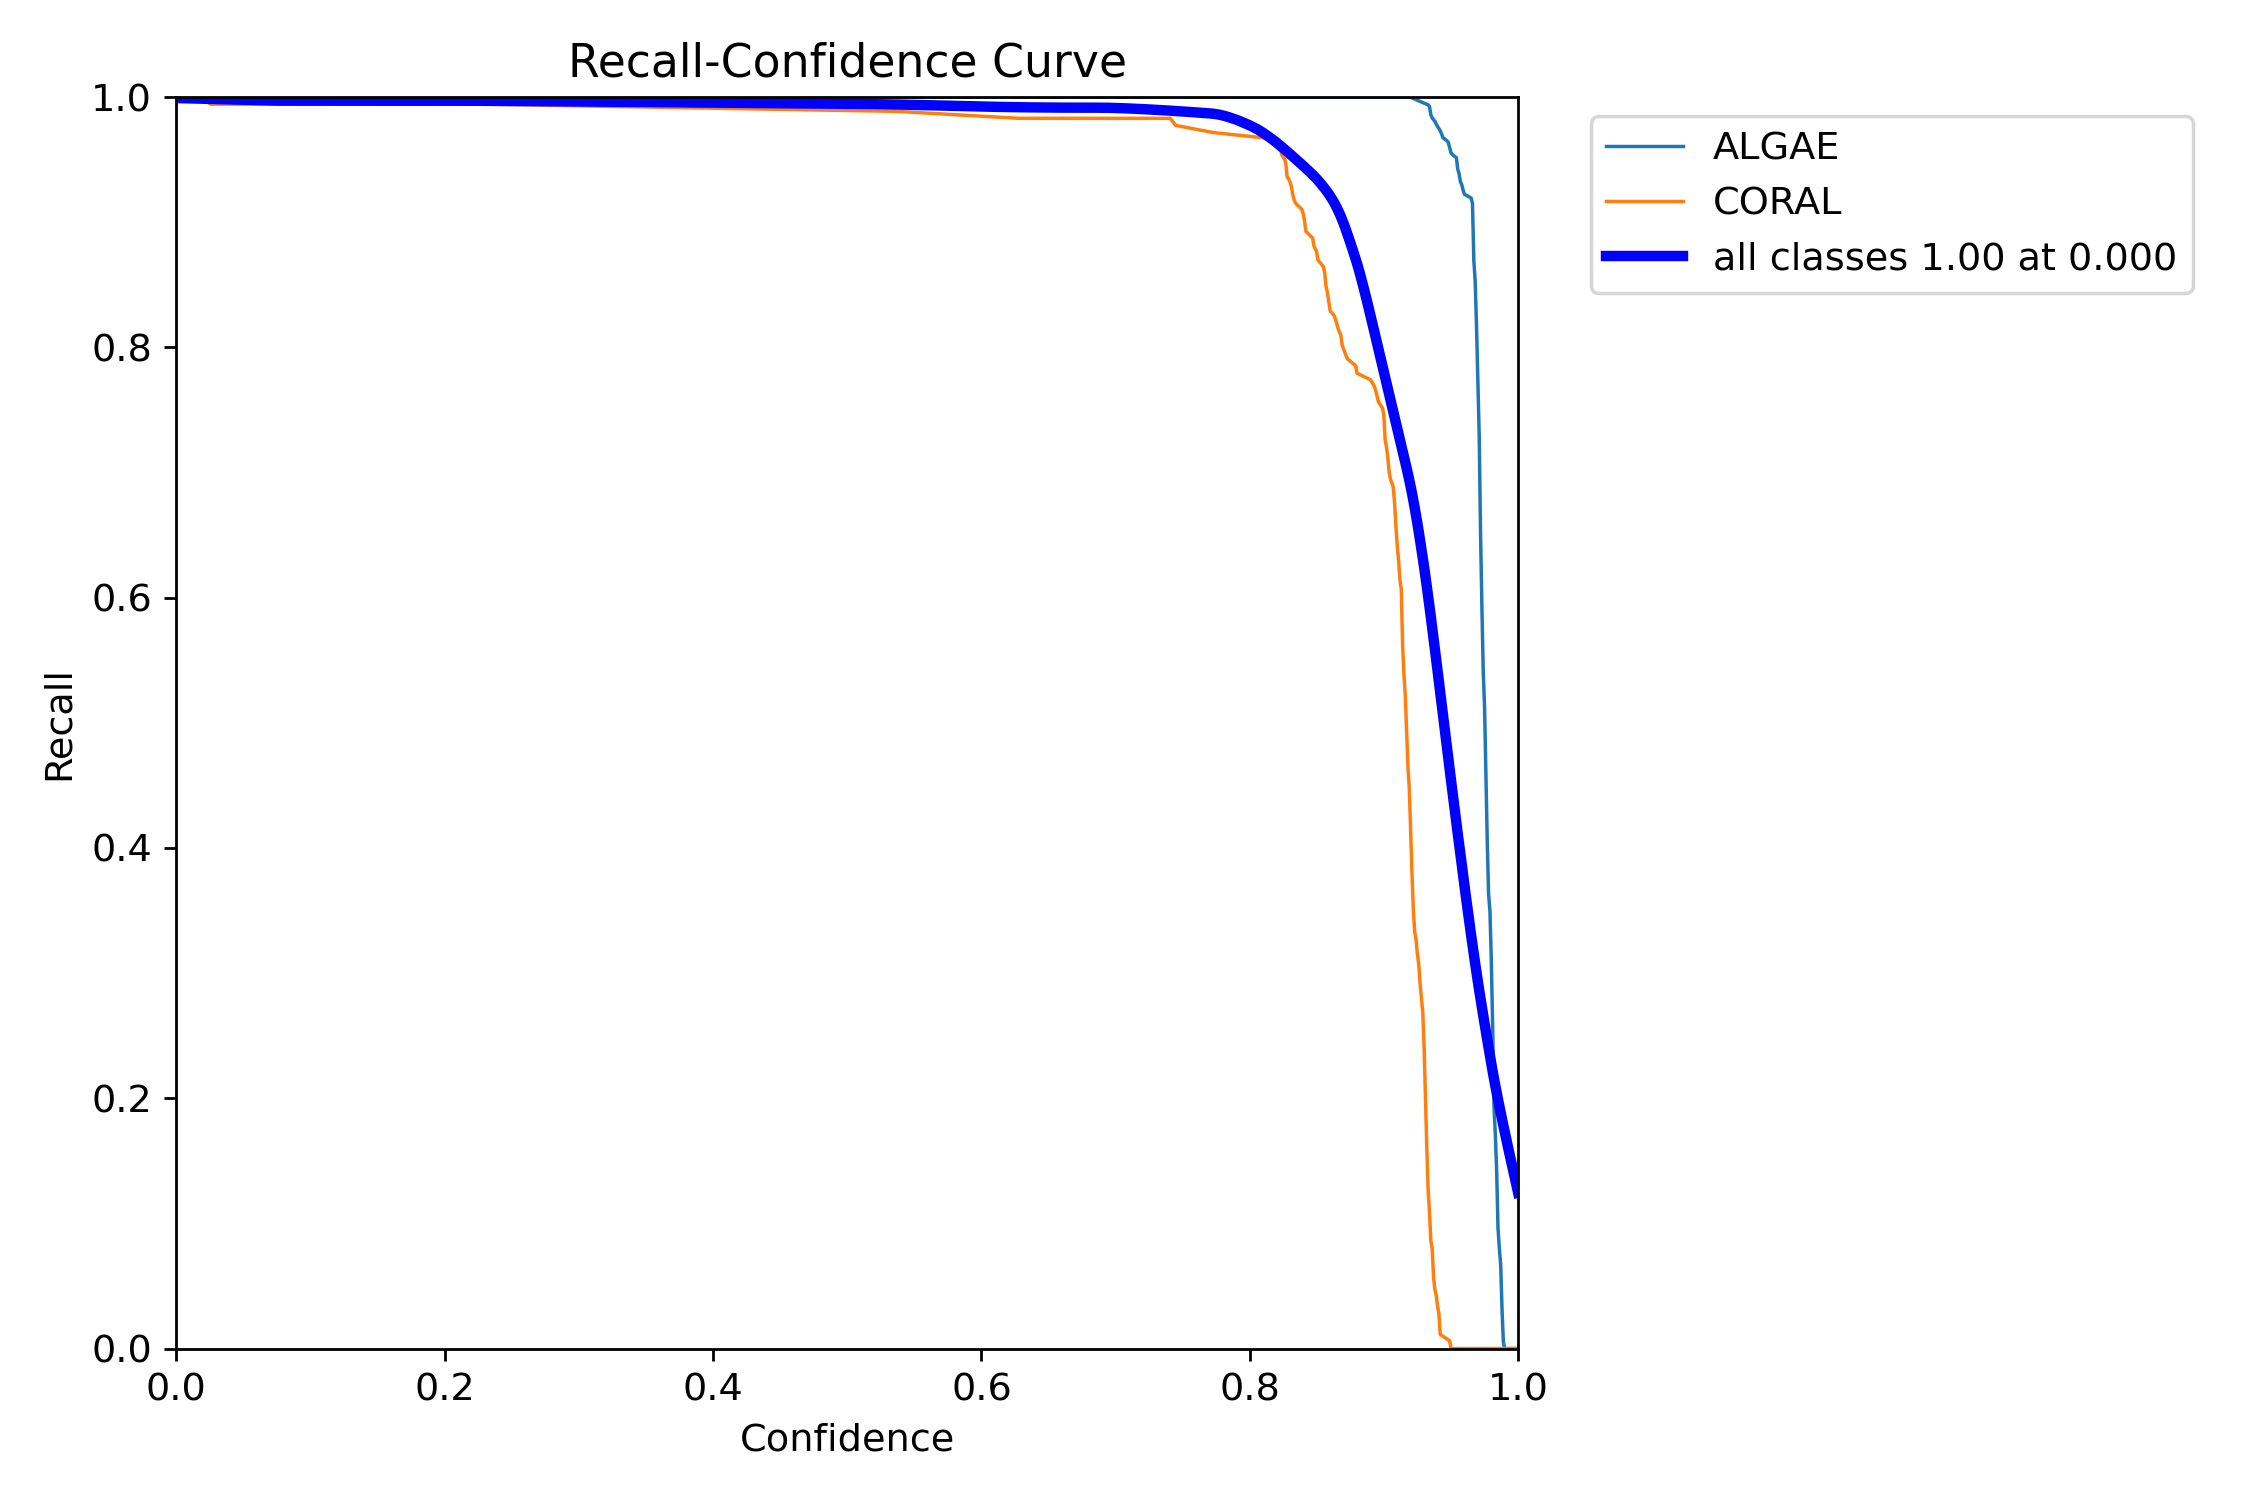 Recall-Confidence Curve
1.0
0.8
0.6
0.4
0.2
0.0
Recall
0.0 0.2 0.4 0.6 0.8 1.0
Confidence
ALGAE
CORAL
all classes 1.00 at 0.000